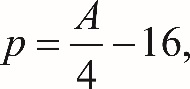 p = A/4 − 16,